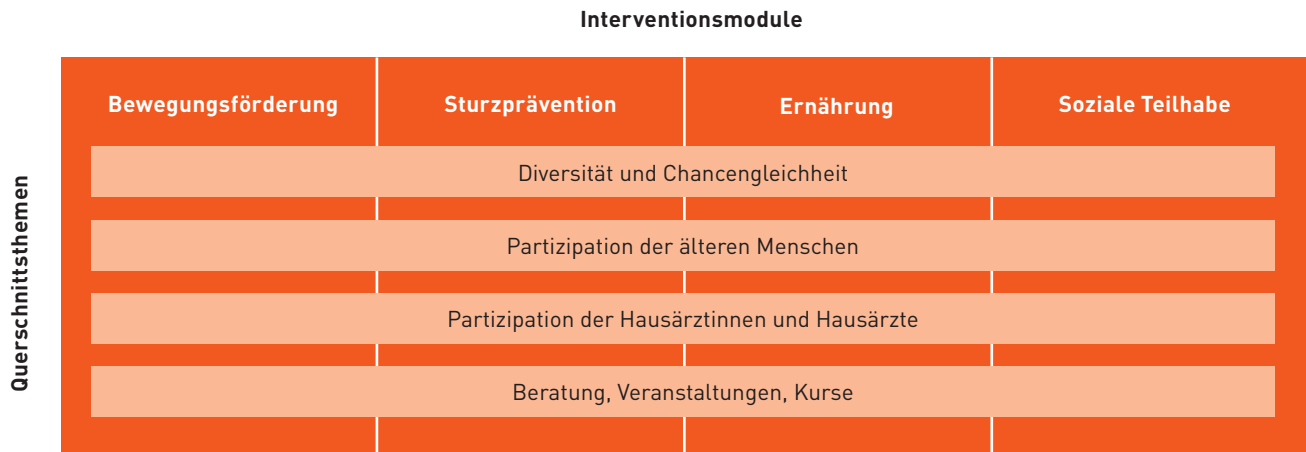 Interventionsmodule
Bewegungsförderung
Sturzprävention
Ernährung
Soziale Teilhabe
Querschnittsthemen
Diversität und Chancengleichheit
Partizipation der älteren Menschen
Partizipation der Hausärztinnen und Hausärzte
Beratung, Veranstaltungen, Kurse